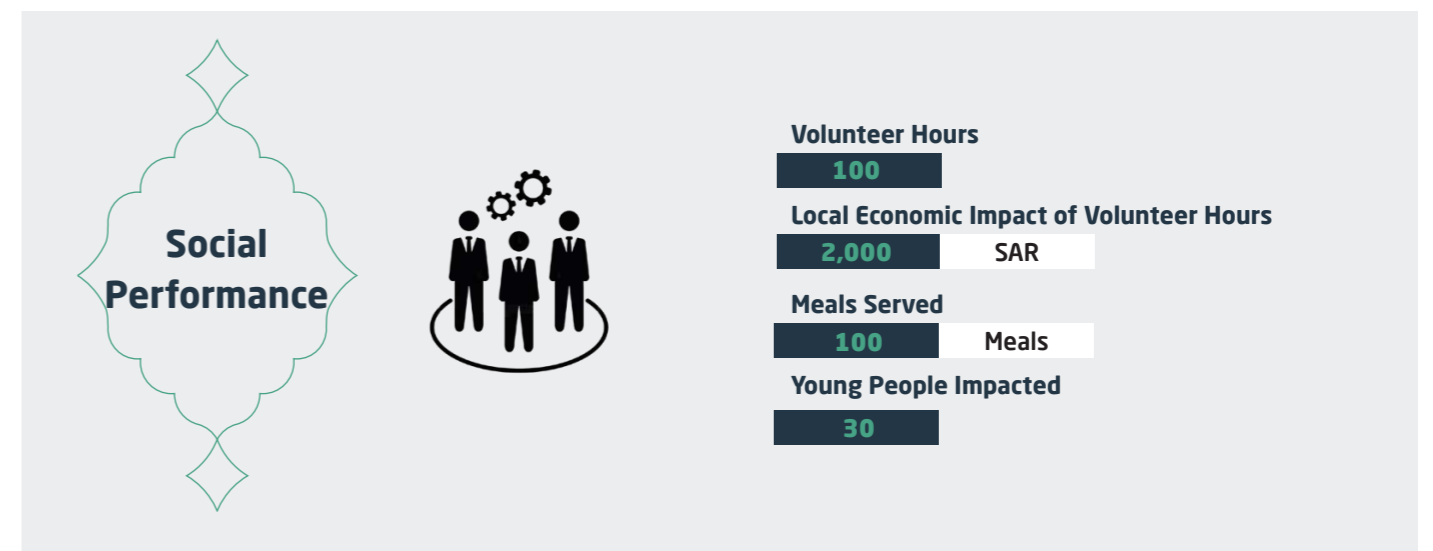 Social
Performance
Volunteer Hours
100
Local Economic Impact of Volunteer Hours
2,000 SAR
Meals Served
100 Meals
Young People Impacted
30